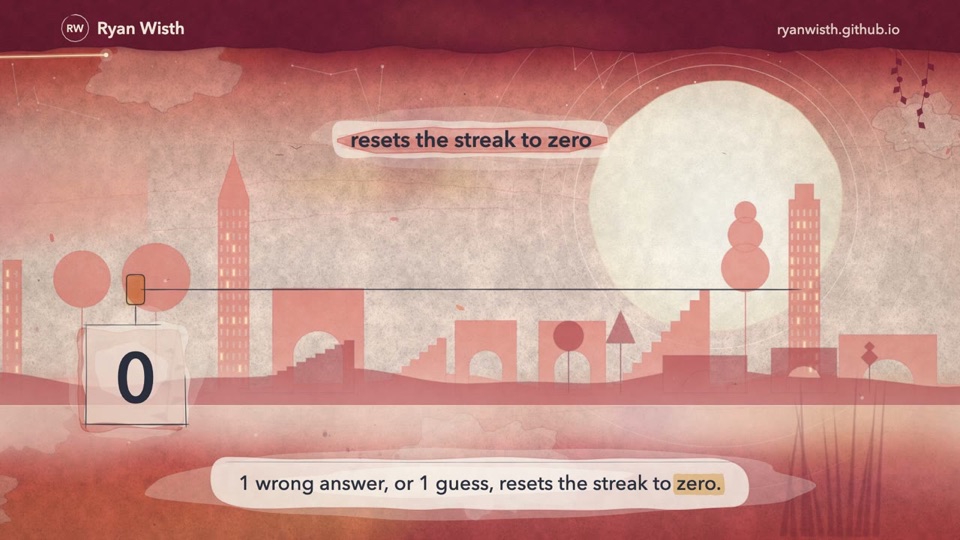 RW Ryan Wisth
ryanwisth.github.io
resets the streak to zero
0
1 wrong answer, or 1 guess, resets the streak to zero.